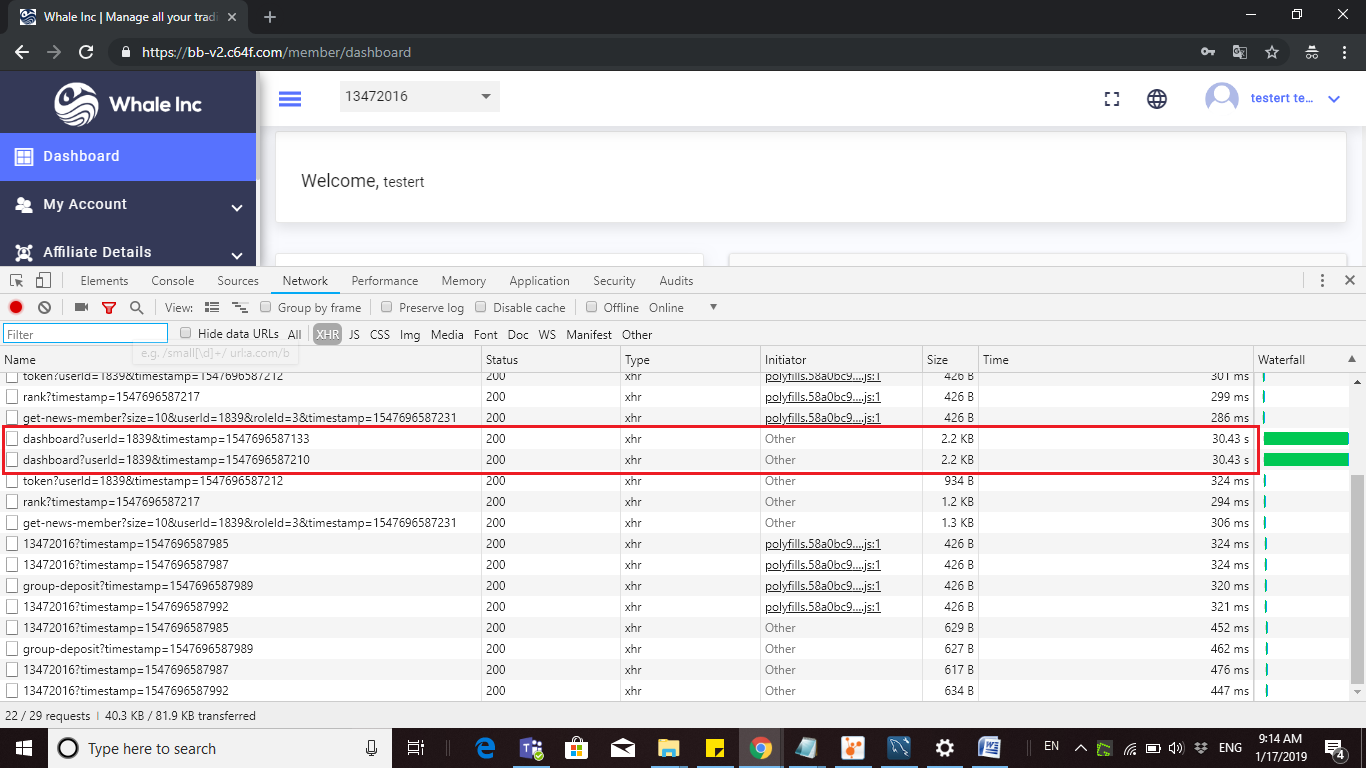 Whale Inc | Manage all your tradi
https://bb-v2.c64f.com/member/dashboard
Whale Inc
13472016
testert te...
Dashboard
Welcome, testert
My Account
Affiliate Details
Elements Console Sources Network Performance Memory Application Security Audits
View: Group by frame Preserve log Disable cache Offline Online
Filter Hide data URLs All XHR JS CSS Img Media Font Doc WS Manifest Other
e.g. /small[\d]+/ url:a.com/b
Name Status Type Initiator Size Time Waterfall
token?userId=1839&timestamp=1547696587212 200 xhr polyfills.58a0bc9....js:1 426 B 301 ms
rank?timestamp=1547696587217 200 xhr polyfills.58a0bc9....js:1 426 B 299 ms
get-news-member?size=10&userId=1839&roleId=3&timestamp=1547696587231 200 xhr polyfills.58a0bc9....js:1 426 B 286 ms
dashboard?userId=1839&timestamp=1547696587133 200 xhr Other 2.2 KB 30.43 s
dashboard?userId=1839&timestamp=1547696587210 200 xhr Other 2.2 KB 30.43 s
token?userId=1839&timestamp=1547696587212 200 xhr Other 934 B 324 ms
rank?timestamp=1547696587217 200 xhr Other 1.2 KB 294 ms
get-news-member?size=10&userId=1839&roleId=3&timestamp=1547696587231 200 xhr Other 1.3 KB 306 ms
13472016?timestamp=1547696587985 200 xhr polyfills.58a0bc9....js:1 426 B 324 ms
13472016?timestamp=1547696587987 200 xhr polyfills.58a0bc9....js:1 426 B 324 ms
group-deposit?timestamp=1547696587989 200 xhr polyfills.58a0bc9....js:1 426 B 320 ms
13472016?timestamp=1547696587992 200 xhr polyfills.58a0bc9....js:1 426 B 321 ms
13472016?timestamp=1547696587985 200 xhr Other 629 B 452 ms
group-deposit?timestamp=1547696587989 200 xhr Other 627 B 462 ms
13472016?timestamp=1547696587987 200 xhr Other 617 B 476 ms
13472016?timestamp=1547696587992 200 xhr Other 634 B 447 ms
22 / 29 requests | 40.3 KB / 81.9 KB transferred
Type here to search
EN
ENG
9:14 AM
1/17/2019
4